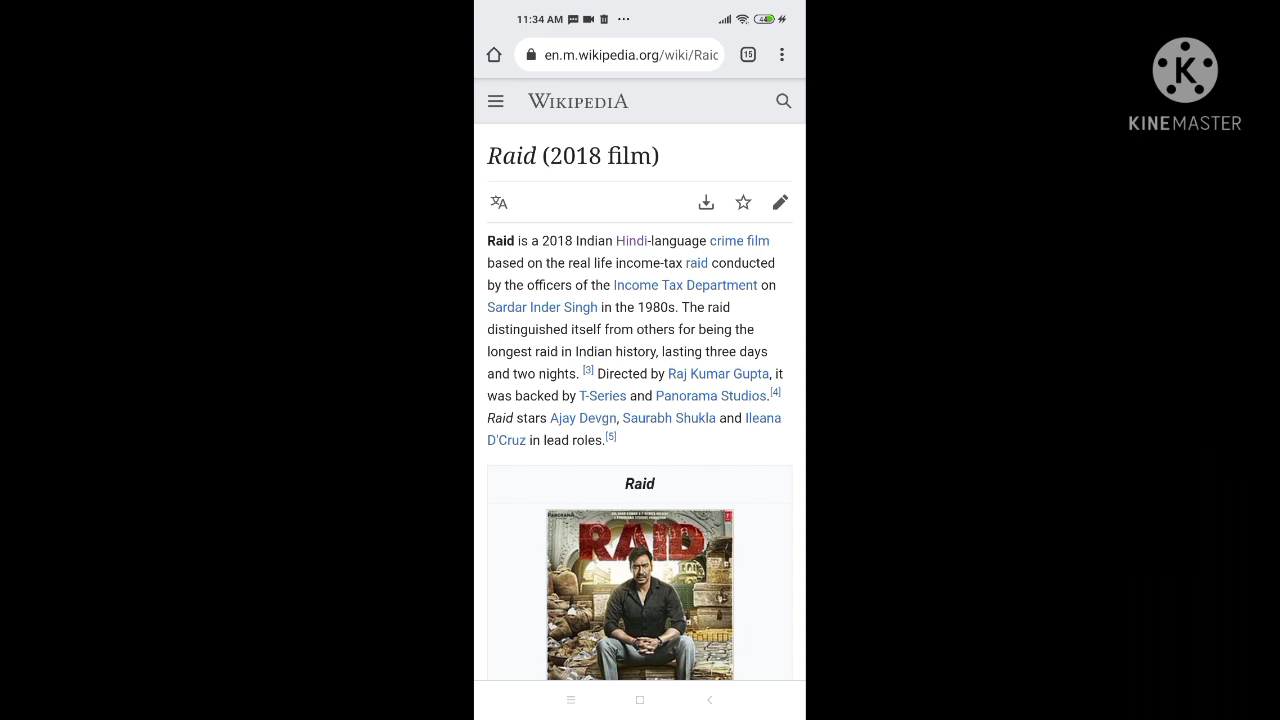 11:34 AM
44
en.m.wikipedia.org/wiki/Raid
15
WIKIPEDIA
K
KINEMASTER
Raid (2018 film)
Raid is a 2018 Indian Hindi-language crime film
based on the real life income-tax raid conducted
by the officers of the Income Tax Department on
Sardar Inder Singh in the 1980s. The raid
distinguished itself from others for being the
longest raid in Indian history, lasting three days
and two nights. [3] Directed by Raj Kumar Gupta, it
was backed by T-Series and Panorama Studios.[4]
Raid stars Ajay Devgn, Saurabh Shukla and Ileana
D'Cruz in lead roles.[5]
Raid
PANORAMA
RAID